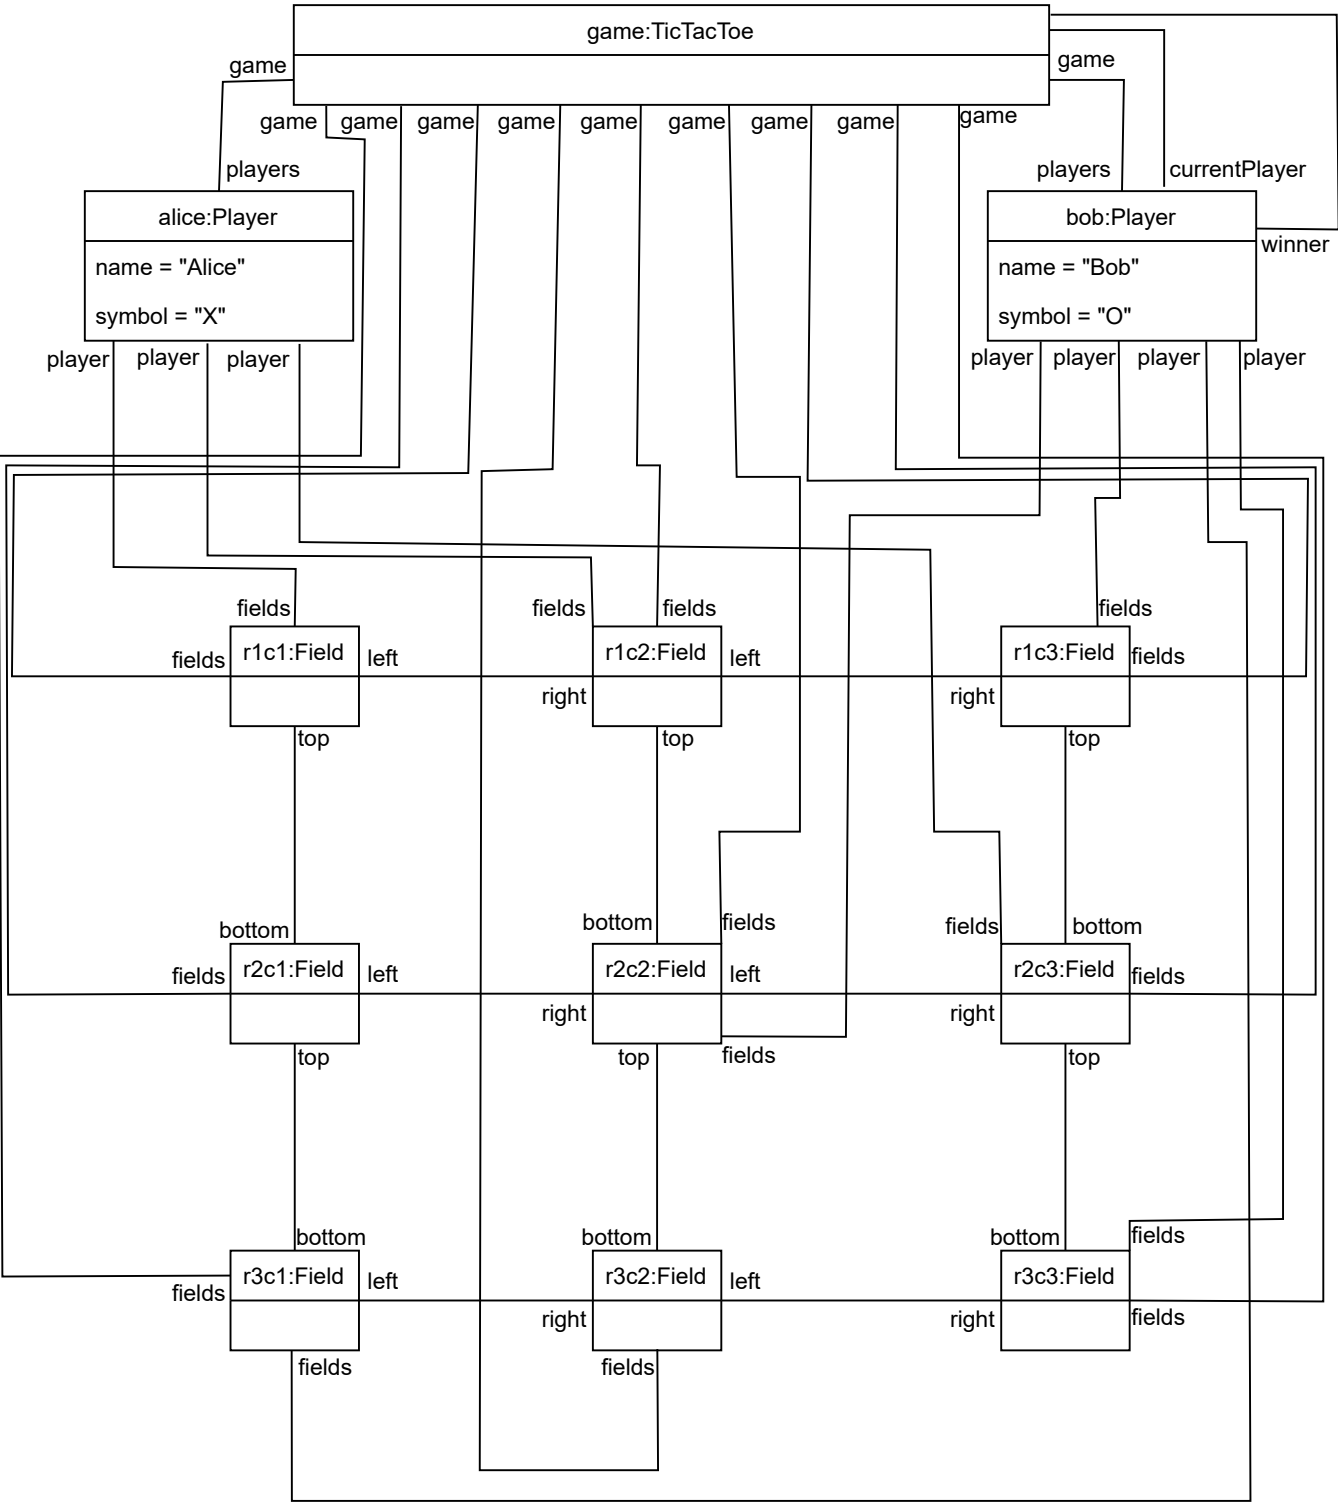 game:TicTacToe
game
game
game
game
game
game
game
game
game
game
game
players
players
currentPlayer
alice:Player
name = "Alice"
symbol = "X"
bob:Player
name = "Bob"
symbol = "O"
winner
player
player
player
player
player
player
player
fields
fields
fields
fields
fields
r1c1:Field
left
r1c2:Field
left
r1c3:Field
fields
right
right
top
top
top
bottom
bottom
fields
fields
bottom
fields
r2c1:Field
left
r2c2:Field
left
r2c3:Field
fields
right
right
top
top
fields
top
bottom
bottom
bottom
fields
fields
r3c1:Field
left
r3c2:Field
left
r3c3:Field
right
right
fields
fields
fields